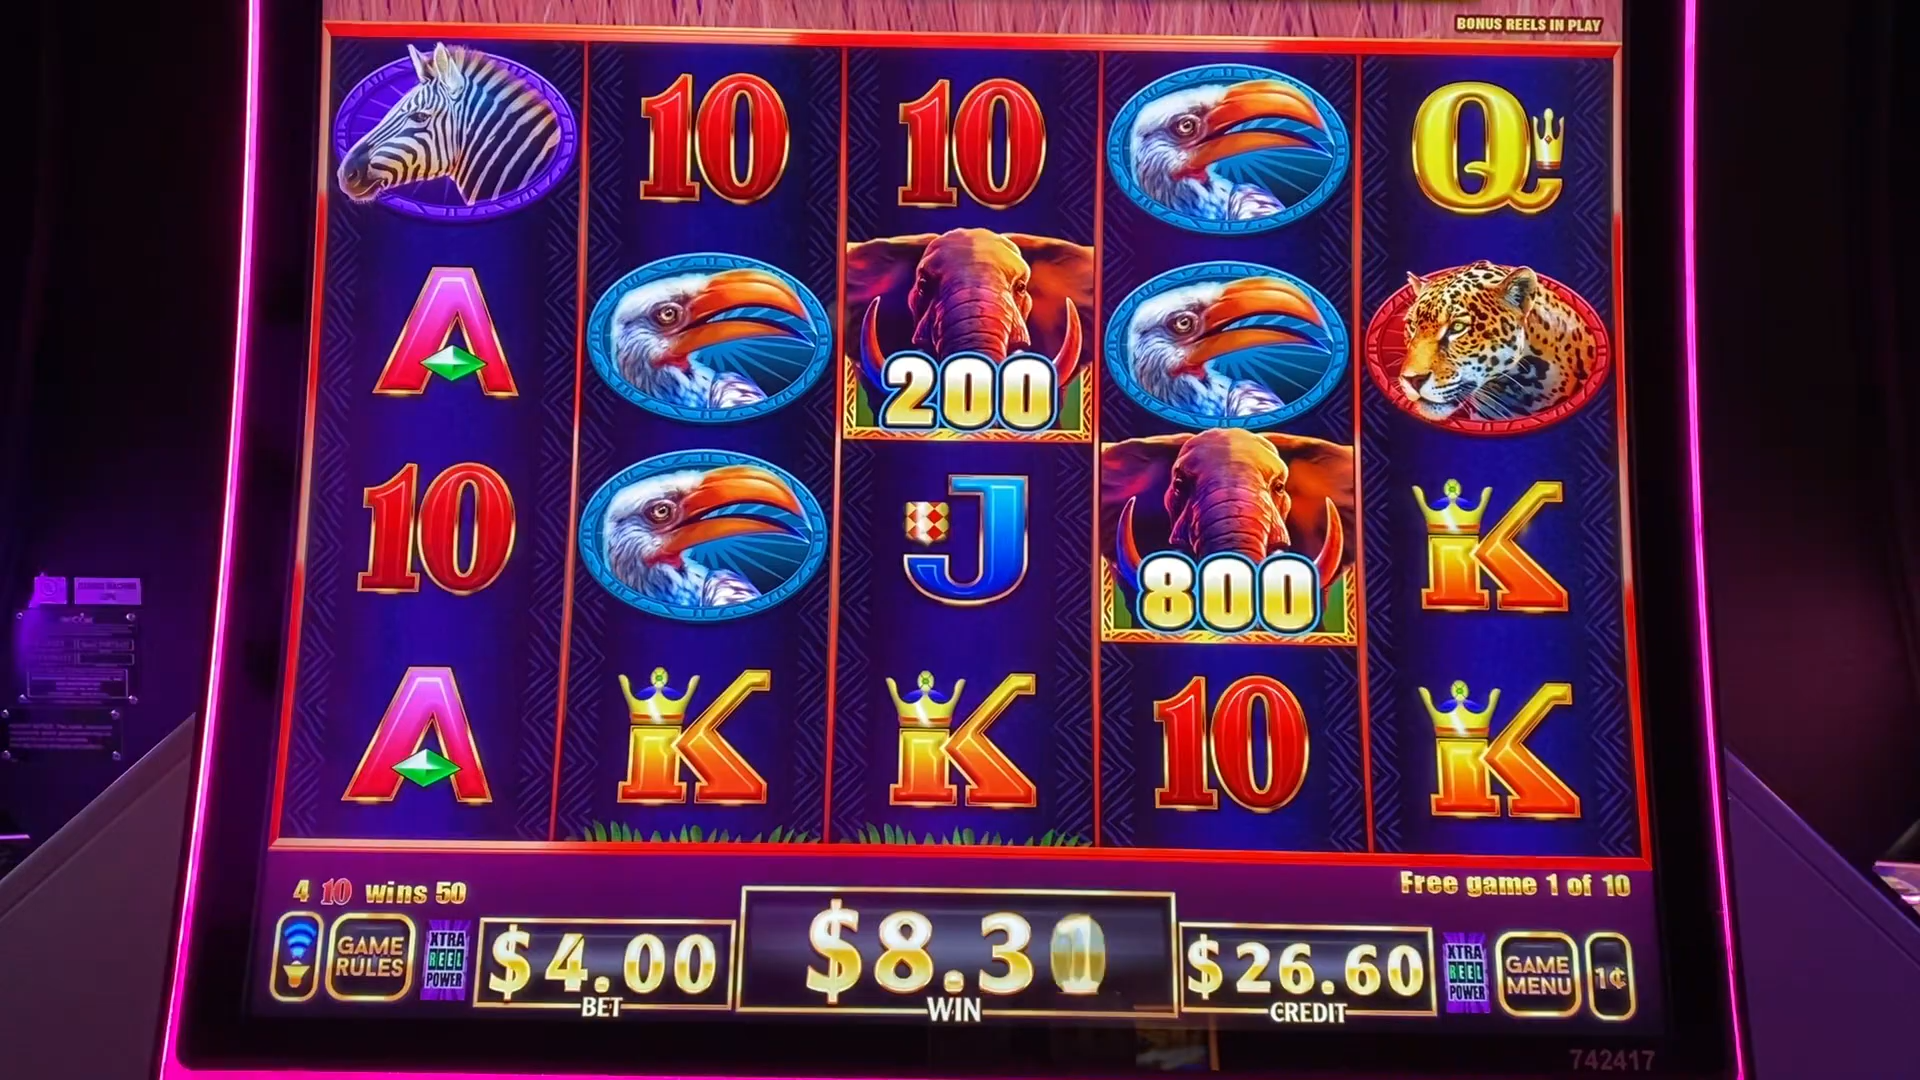 BONUS REELS IN PLAY
10 10 Q
A
200
10 J K
800
A K K 10 K
4 10 wins 50
Free game 1 of 10
GAME RULES
XTRA REEL POWER
$4.00
BET
WIN
$26.60
CREDIT
XTRA REEL POWER
GAME MENU
1¢
742417